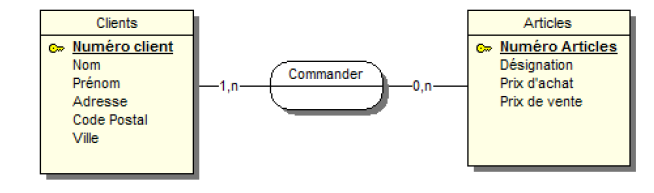 Clients
Numéro client
Nom
Prénom
Adresse
Code Postal
Ville
1,n
Commander
0,n
Articles
Numéro Articles
Désignation
Prix d'achat
Prix de vente